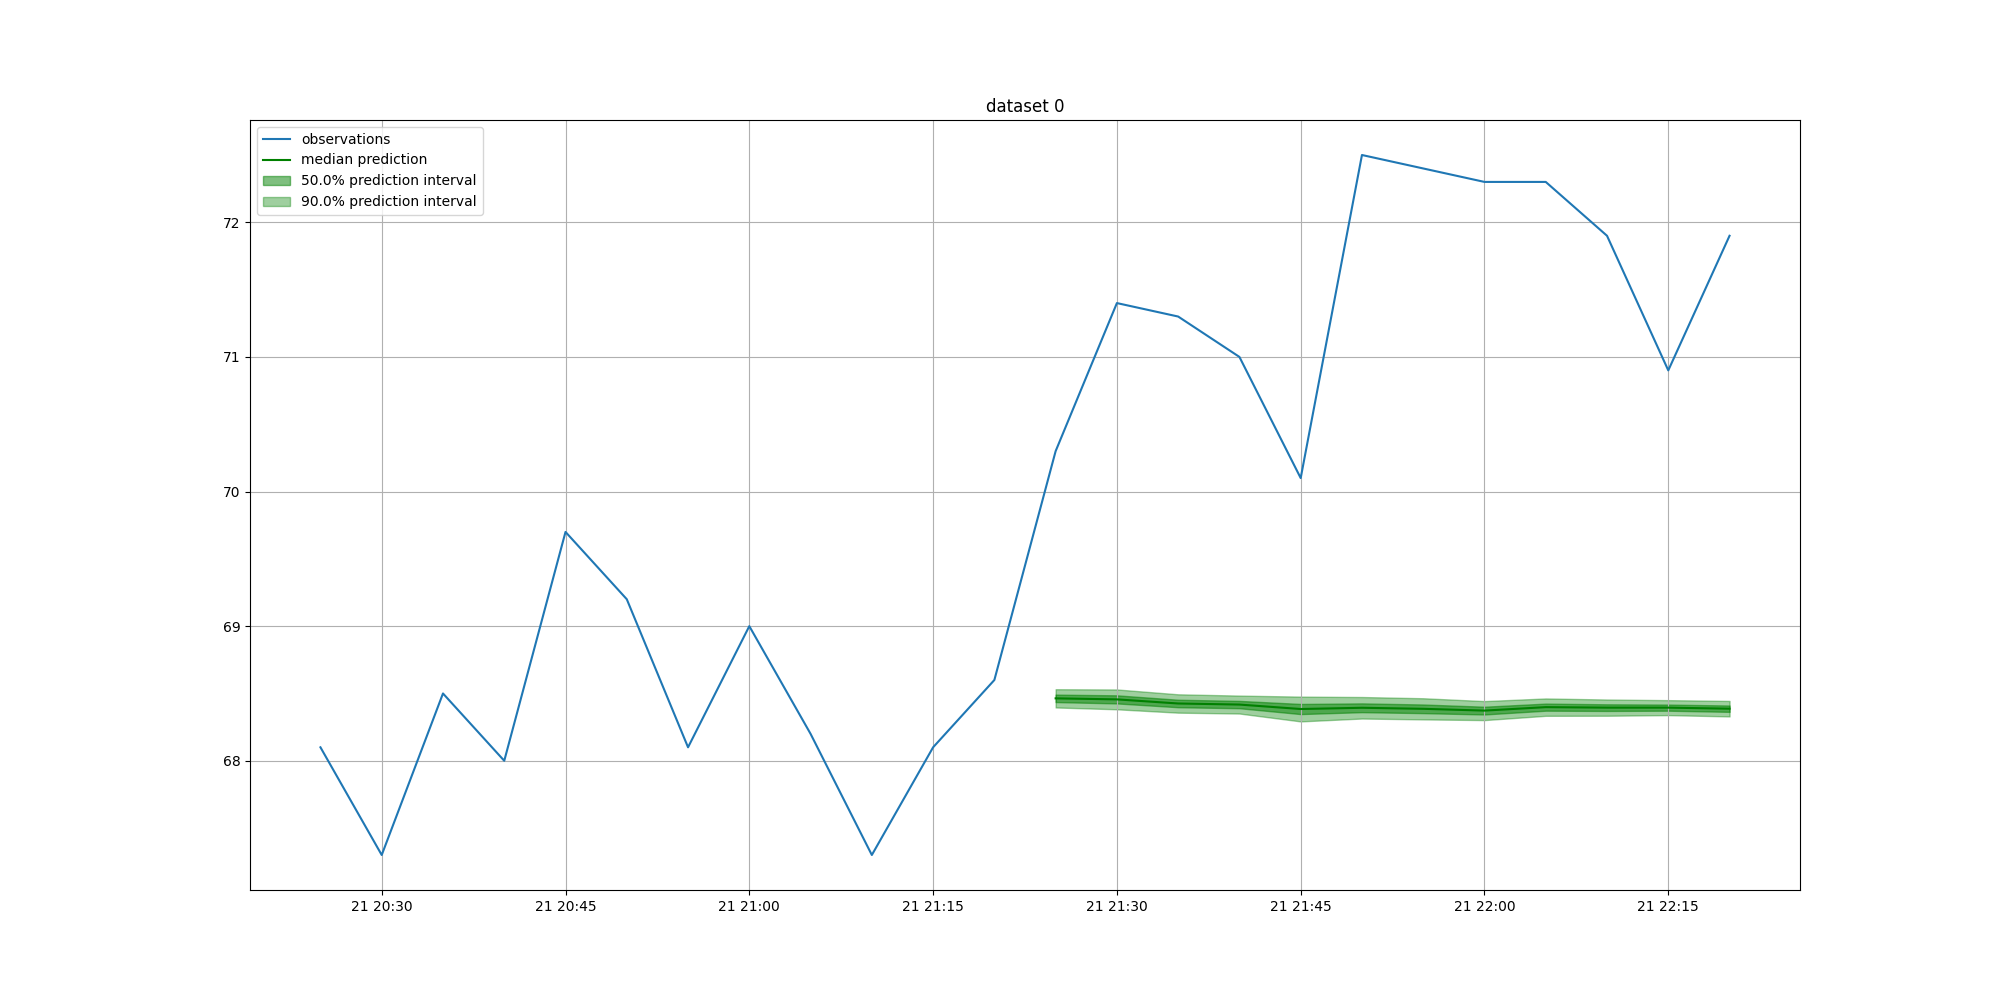 dataset 0
observations
median prediction
50.0% prediction interval
90.0% prediction interval
72
71
70
69
68
21 20:30
21 20:45
21 21:00
21 21:15
21 21:30
21 21:45
21 22:00
21 22:15